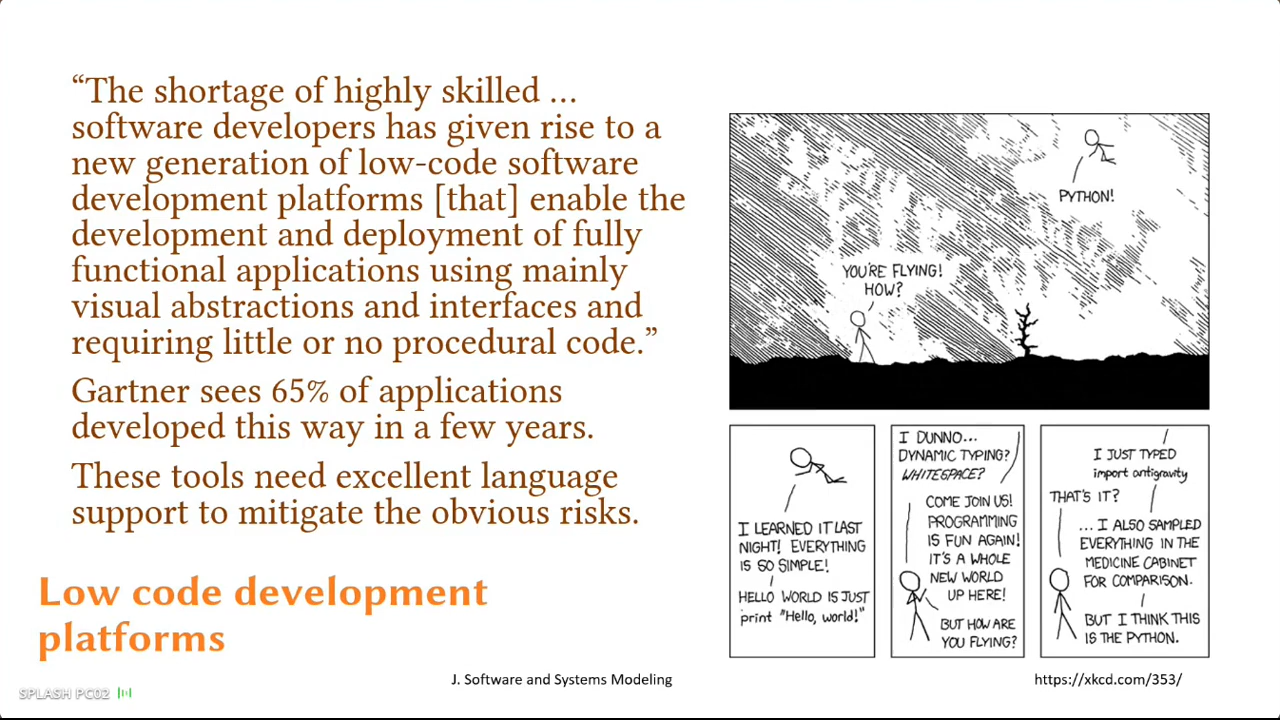 “The shortage of highly skilled ...
software developers has given rise to a
new generation of low-code software
development platforms [that] enable the
development and deployment of fully
functional applications using mainly
visual abstractions and interfaces and
requiring little or no procedural code.”
Gartner sees 65% of applications
developed this way in a few years.
These tools need excellent language
support to mitigate the obvious risks.
Low code development
platforms
YOU'RE FLYING!
HOW?
PYTHON!
I LEARNED IT LAST
NIGHT! EVERYTHING
IS SO SIMPLE!
HELLO WORLD IS JUST
print "Hello, world!"
I DUNNO...
DYNAMIC TYPING?
WHITESPACE?
COME JOIN US!
PROGRAMMING
IS FUN AGAIN!
IT'S A WHOLE
NEW WORLD
UP HERE!
BUT HOW ARE
YOU FLYING?
I JUST TYPED
import antigravity
THAT'S IT?
... I ALSO SAMPLED
EVERYTHING IN THE
MEDICINE CABINET
FOR COMPARISON.
BUT I THINK THIS
IS THE PYTHON.
J. Software and Systems Modeling
https://xkcd.com/353/
SPLASH PC02